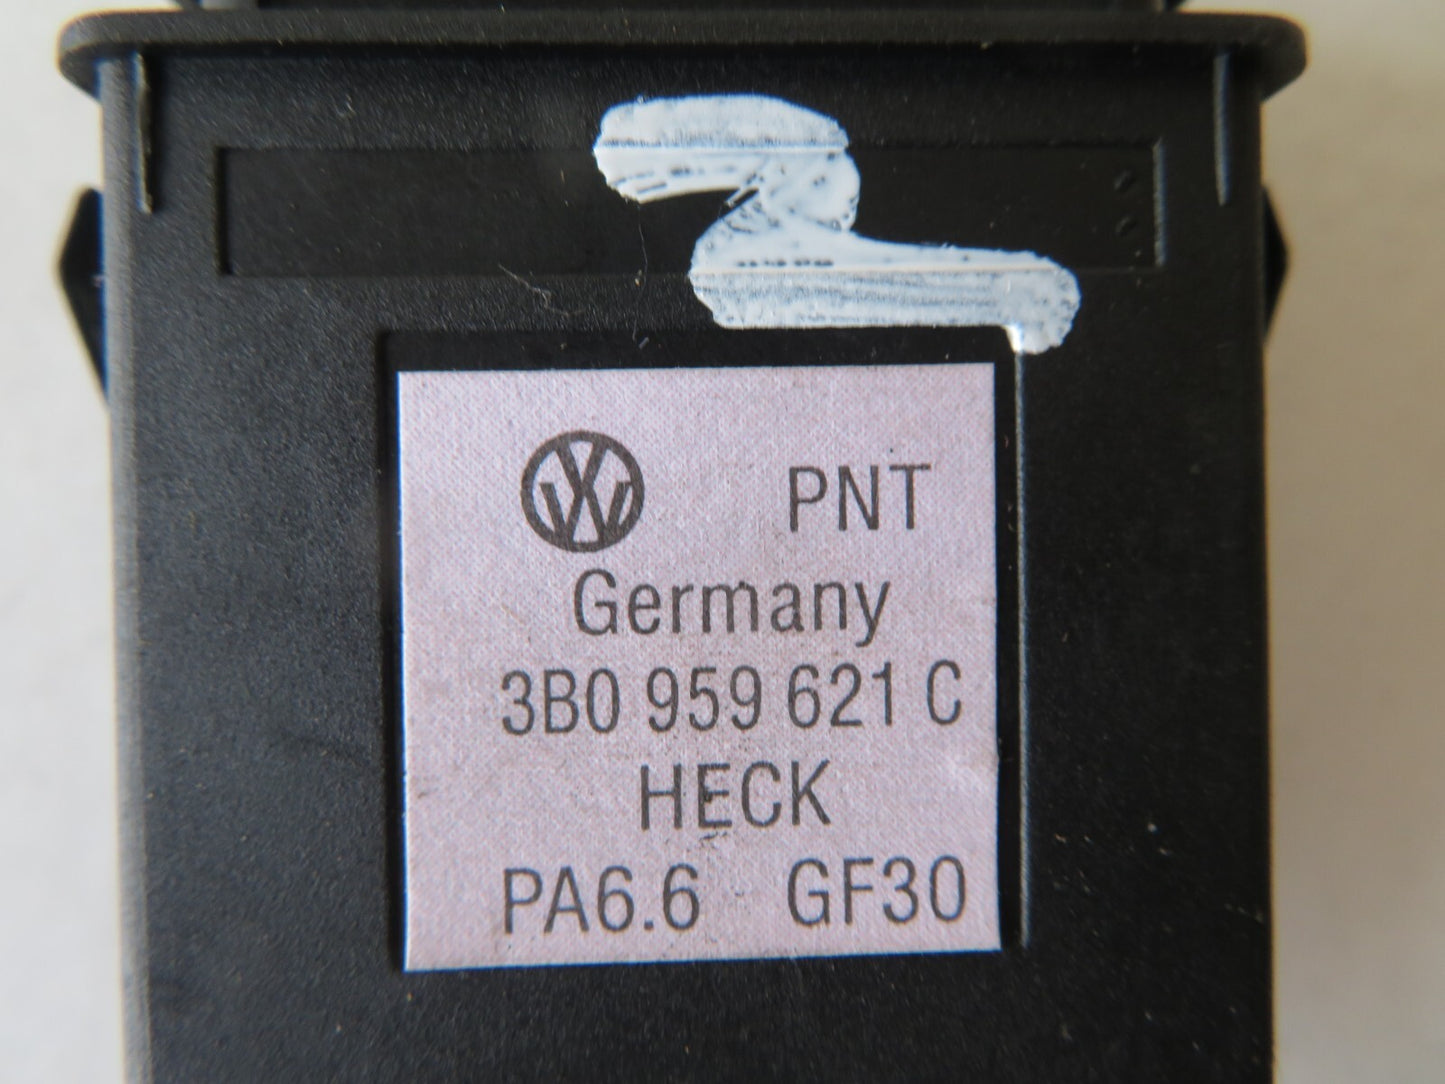 PNT
Germany
3B0 959 621 C
HECK
PA6.6 GF30